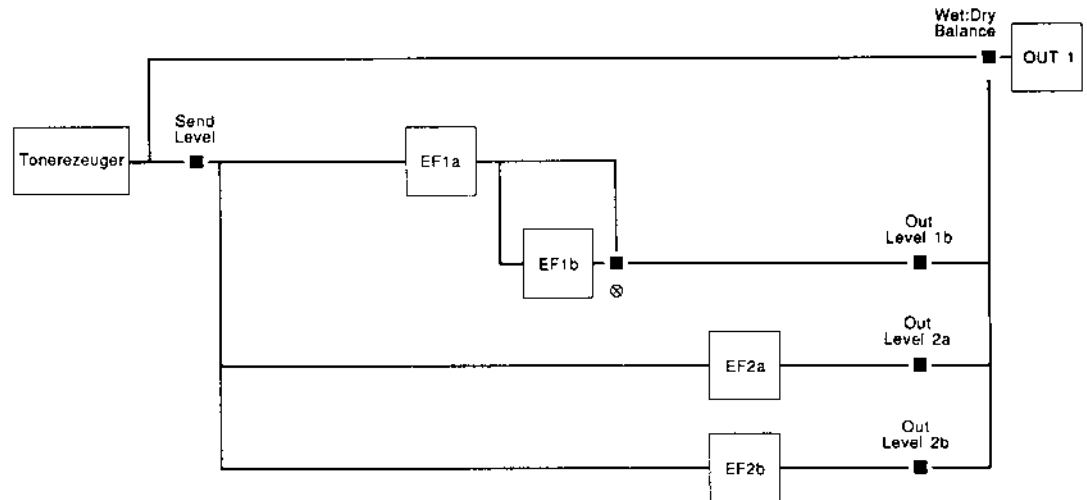 Wet:Dry
Balance
OUT 1
Send
Level
Tonerezeuger
EF1a
Out
Level 1b
EF1b
Out
Level 2a
EF2a
Out
Level 2b
EF2b